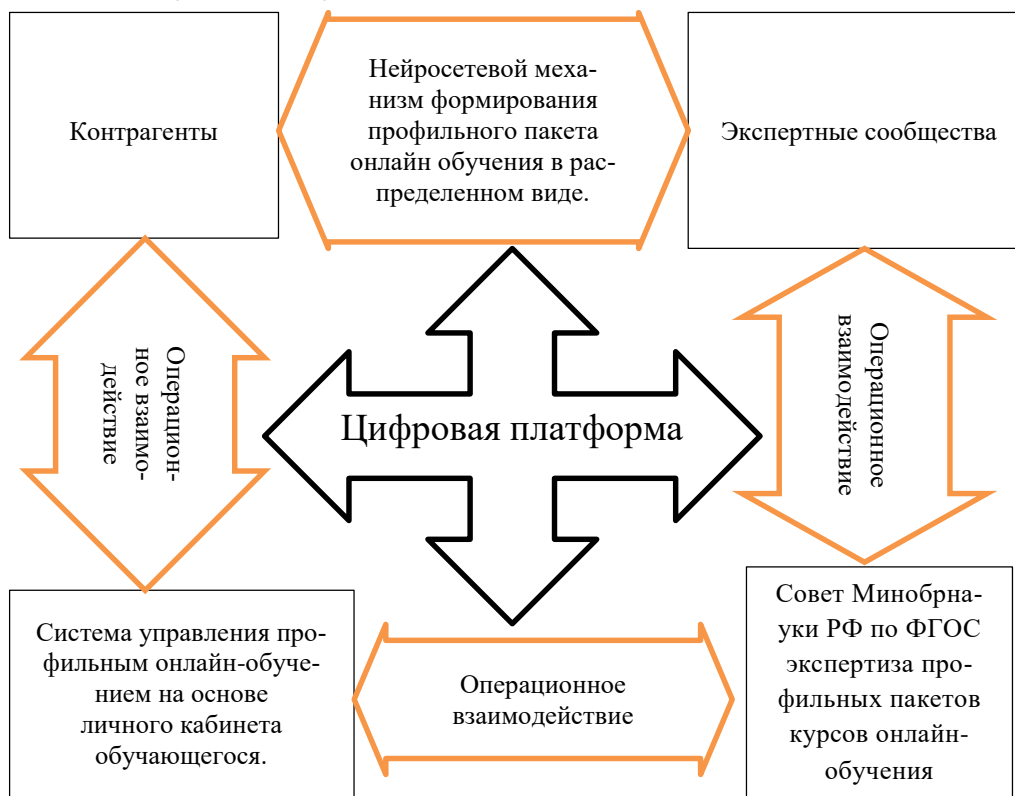 Контрагенты
Нейросетевой меха-
низм формирования
профильного пакета
онлайн обучения в рас-
пределенном виде.
Экспертные сообщества
Операцион-
ное взаимо-
действие
Цифровая платформа
Операционное
взаимодействие
Система управления про-
фильным онлайн-обуче-
нием на основе
личного кабинета
обучающегося.
Операционное
взаимодействие
Совет Минобрна-
уки РФ по ФГОС
экспертиза про-
фильных пакетов
курсов онлайн-
обучения